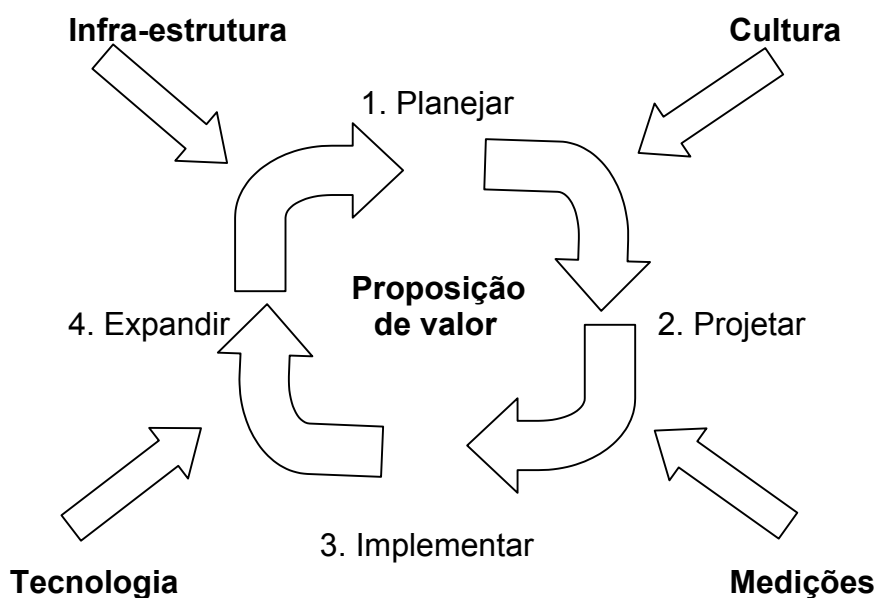 Infra-estrutura
Cultura
1. Planejar
Proposição
de valor
4. Expandir
2. Projetar
3. Implementar
Tecnologia
Medições